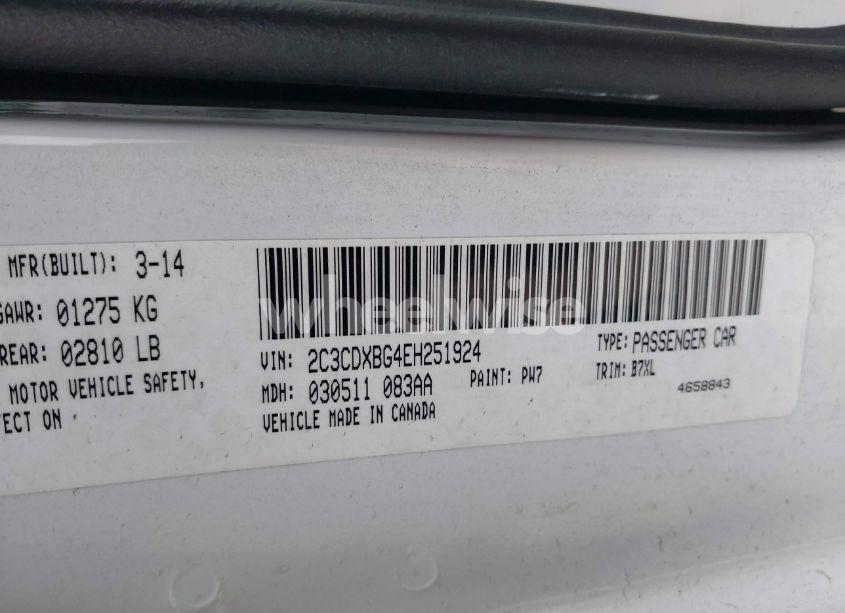 MFR(BUILT): 3-14
GAWR: 01275 KG
REAR: 02810 LB
MOTOR VEHICLE SAFETY,
FECT ON
wheelwise
VIN: 2C3CDXBG4EH251924
TYPE: PASSENGER CAR
MDH: 030511 083AA
PAINT: PW7
TRIM: B7XL
VEHICLE MADE IN CANADA
4658843